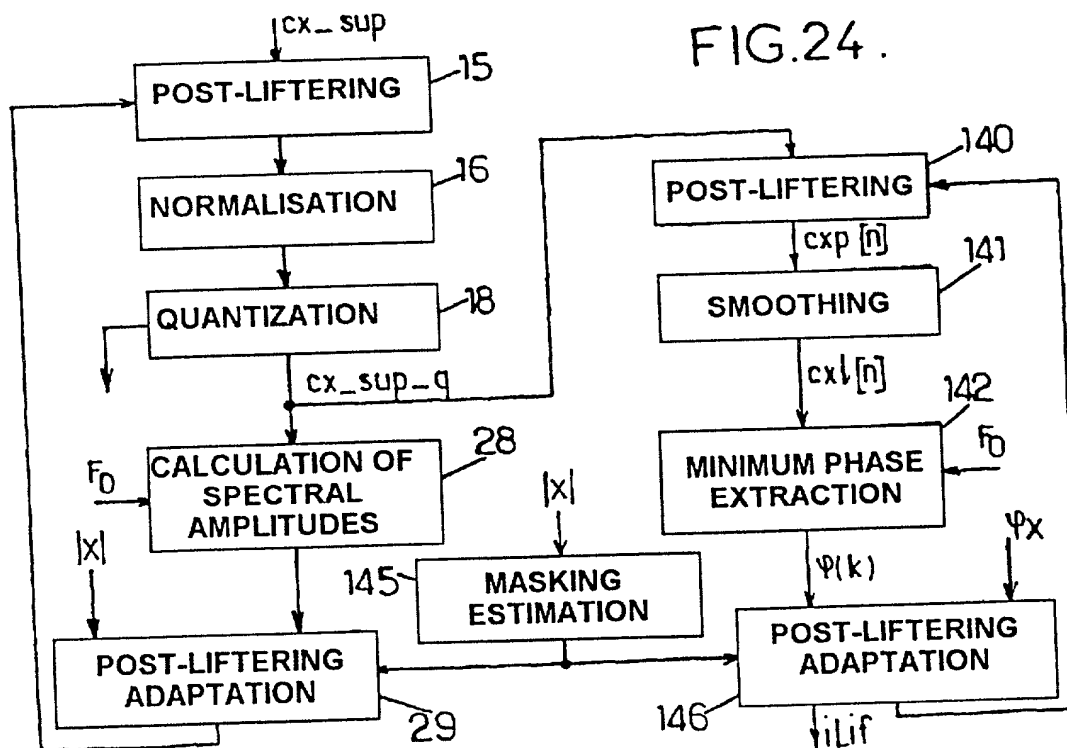 FIG.24.
cx_sup
POST-LIFTERING
15
NORMALISATION
16
QUANTIZATION
18
cx_sup_q
F0
CALCULATION OF
SPECTRAL
AMPLITUDES
28
|X|
POST-LIFTERING
ADAPTATION
29
|X|
MASKING
ESTIMATION
145
POST-LIFTERING
140
cxp[n]
SMOOTHING
141
cxl[n]
MINIMUM PHASE
EXTRACTION
142
F0
φ(k)
φx
POST-LIFTERING
ADAPTATION
146
iLif